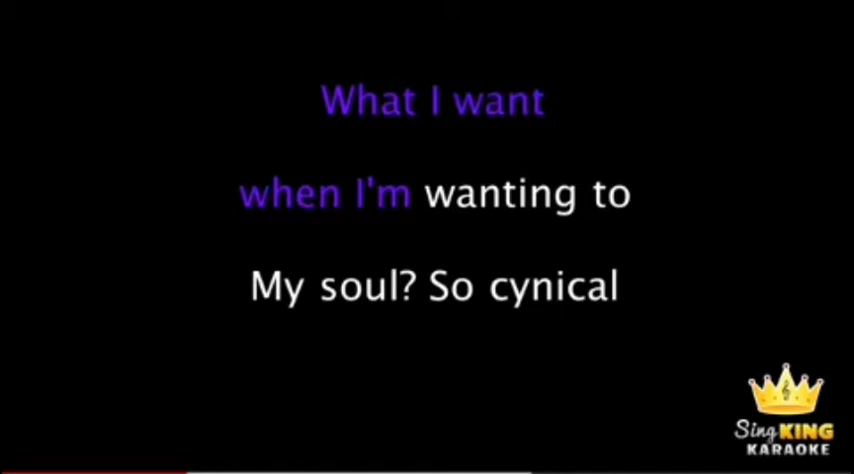 What I want
when I'm wanting to
My soul? So cynical
Sing KING
KARAOKE